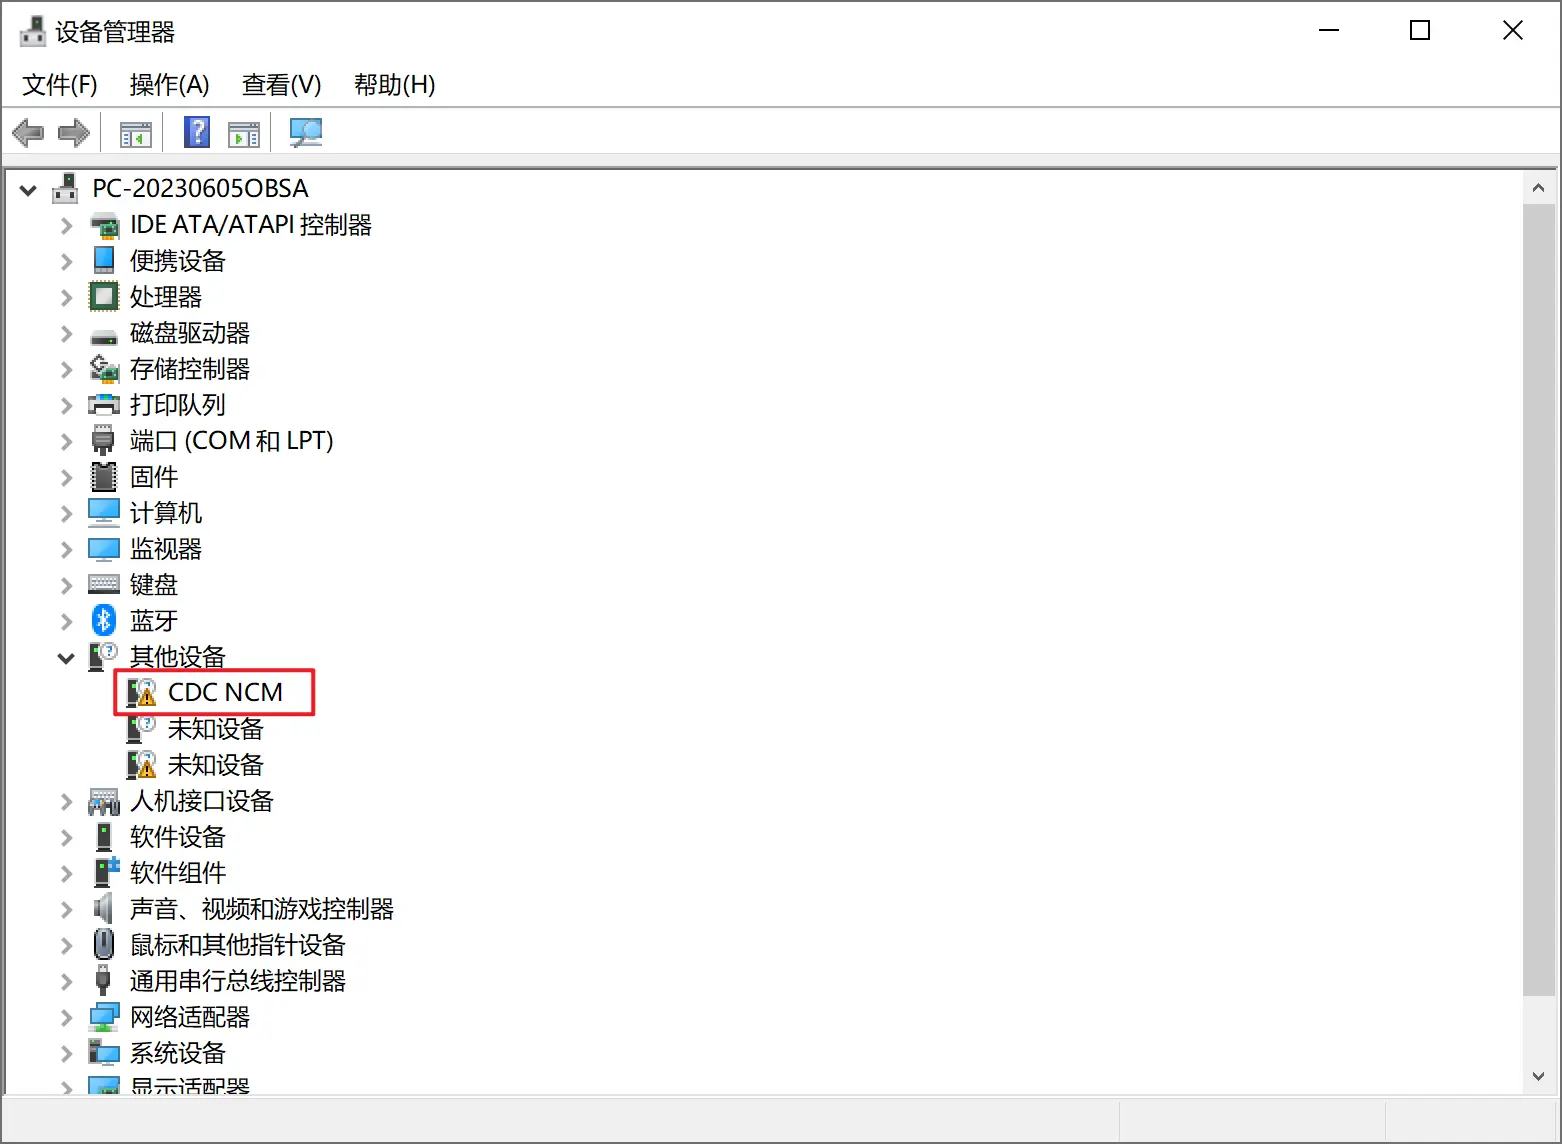 设备管理器
文件(F) 操作(A) 查看(V) 帮助(H)
PC-20230605OBSA
IDE ATA/ATAPI 控制器
便携设备
处理器
磁盘驱动器
存储控制器
打印队列
端口 (COM 和 LPT)
固件
计算机
监视器
键盘
蓝牙
其他设备
CDC NCM
未知设备
未知设备
人机接口设备
软件设备
软件组件
声音、视频和游戏控制器
鼠标和其他指针设备
通用串行总线控制器
网络适配器
系统设备
显示适配器